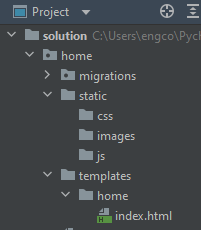 Project
solution C:\Users\engco\Pych
home
migrations
static
css
images
js
templates
home
index.html